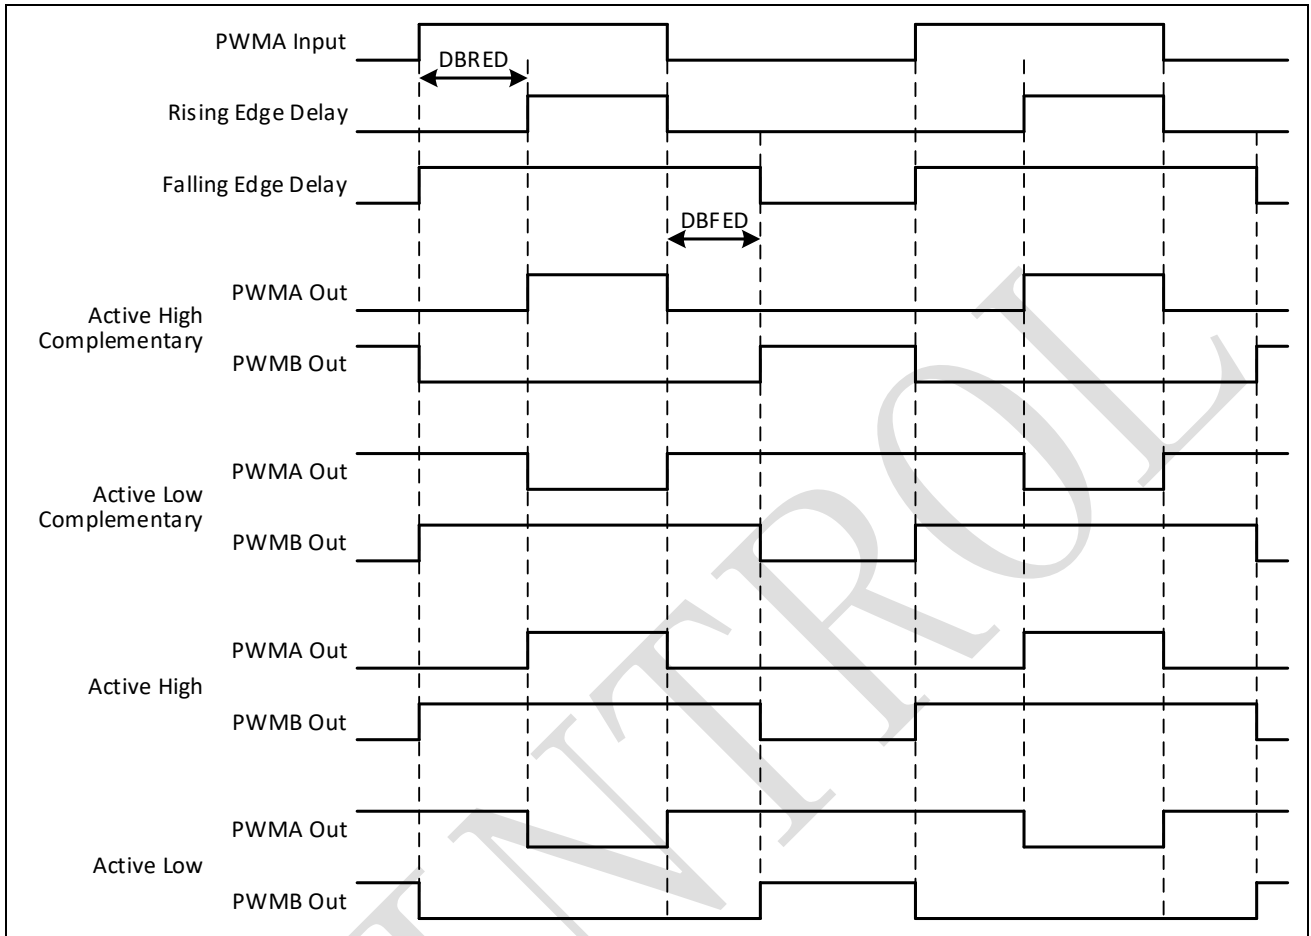 PWMA Input
DBRED
Rising Edge Delay
Falling Edge Delay
DBFED
PWMA Out
Active High
Complementary
PWMB Out
PWMA Out
Active Low
Complementary
PWMB Out
PWMA Out
Active High
PWMB Out
PWMA Out
Active Low
PWMB Out
NTROL